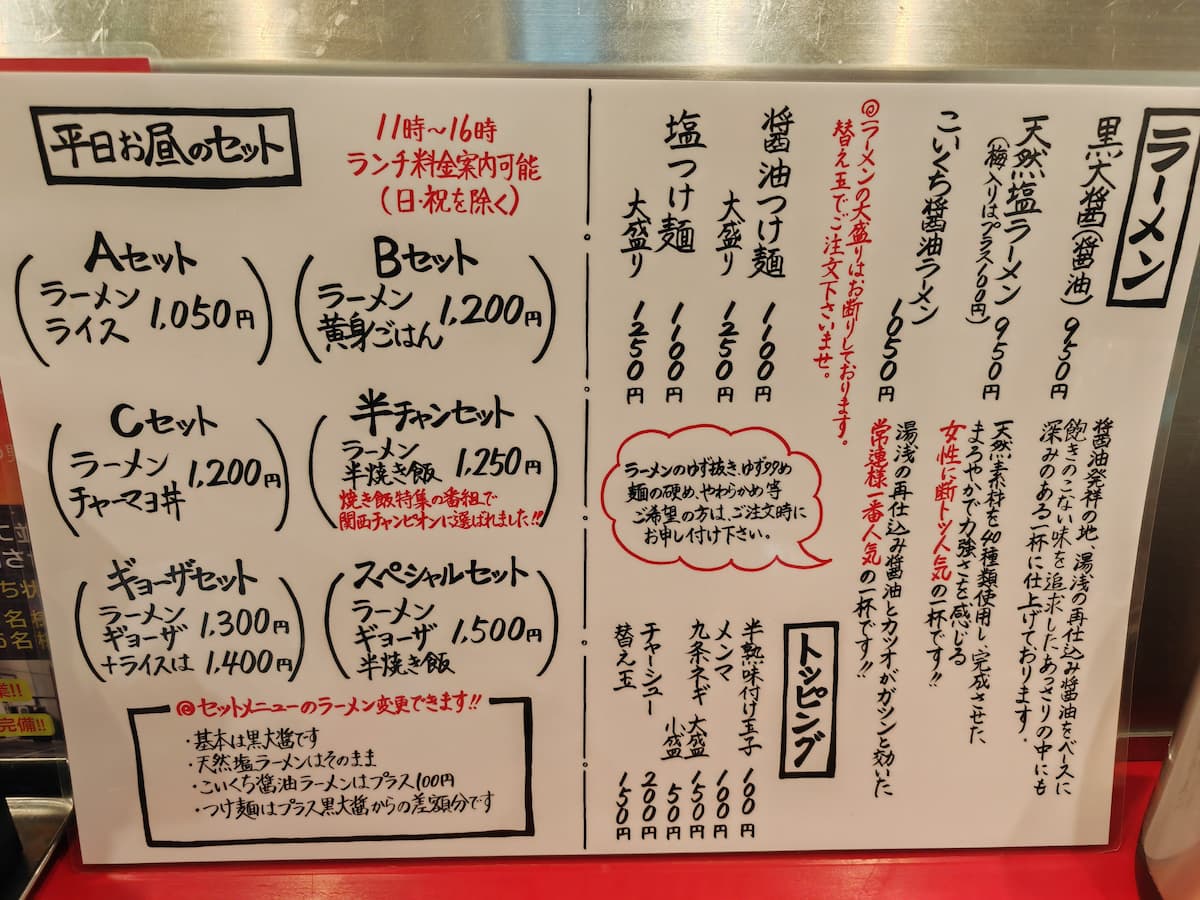 平日お昼のセット
11時～16時
ランチ料金案内可能
(日・祝を除く)
Aセット
ラーメン
ライス
1,050円
Bセット
ラーメン
黄身ごはん
1,200円
Cセット
ラーメン
チャーマヨ丼
1,200円
半チャンセット
ラーメン
半焼き飯
1,250円
焼き飯特集の番組で
関西チャンピオンに選ばれました!!
ギョーザセット
ラーメン
ギョーザ
1,300円
+ライスは 1,400円
スペシャルセット
ラーメン
ギョーザ
半焼き飯
1,500円
@セットメニューのラーメン変更できます!!
・基本は黒大醤です
・天然塩ラーメンはそのまま
・こいくち醤油ラーメンはプラス100円
・つけ麺はプラス黒大醤からの差額分です
ラーメン
黒大醤(醤油) 950円
醤油発祥の地、湯浅の再仕込み醤油をベースに
飽きのこない味を追求したあっさりの中にも
深みのある一杯に仕上げております。
天然塩ラーメン 950円
(梅入りはプラス100円)
天然素材を40種類使用し、完成させた
まろやかで力強さを感じる
女性に断トツ人気の一杯です!!
こいくち醤油ラーメン 1050円
湯浅の再仕込み醤油とカツオがガツンと効いた
常連様一番人気の一杯です!!
@ラーメンの大盛りはお断りしております。
替え玉でご注文下さいませ。
醤油つけ麺 1100円
大盛り 1250円
塩つけ麺 1100円
大盛り 1250円
ラーメンのゆず抜き、ゆず多め
麺の硬め、やわらかめ等
ご希望の方は、ご注文時に
お申し付け下さい。
トッピング
半熟味付け玉子 100円
メンマ 100円
九条ネギ 大盛 150円
小盛 50円
チャーシュー 200円
替え玉 150円